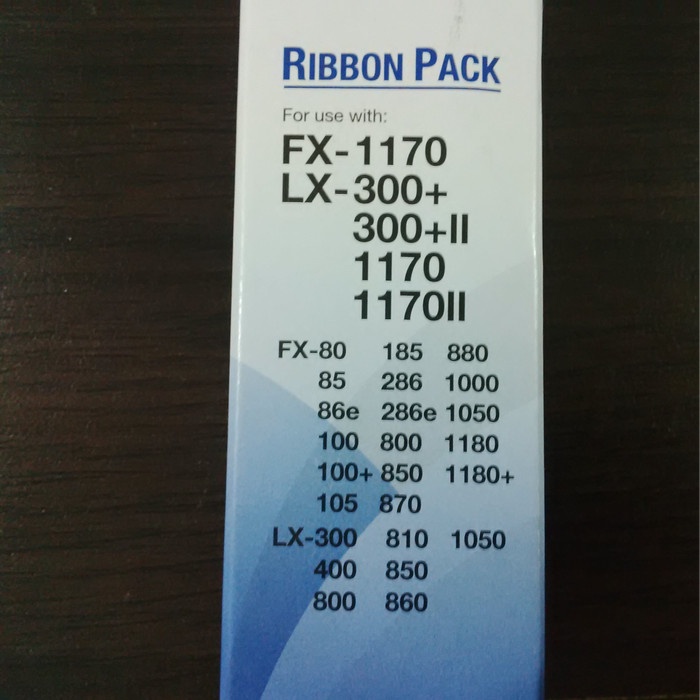 RIBBON PACK
For use with:
FX-1170
LX-300+
300+II
1170
1170II
FX-80 185 880
85 286 1000
86e 286e 1050
100 800 1180
100+ 850 1180+
105 870
LX-300 810 1050
400 850
800 860